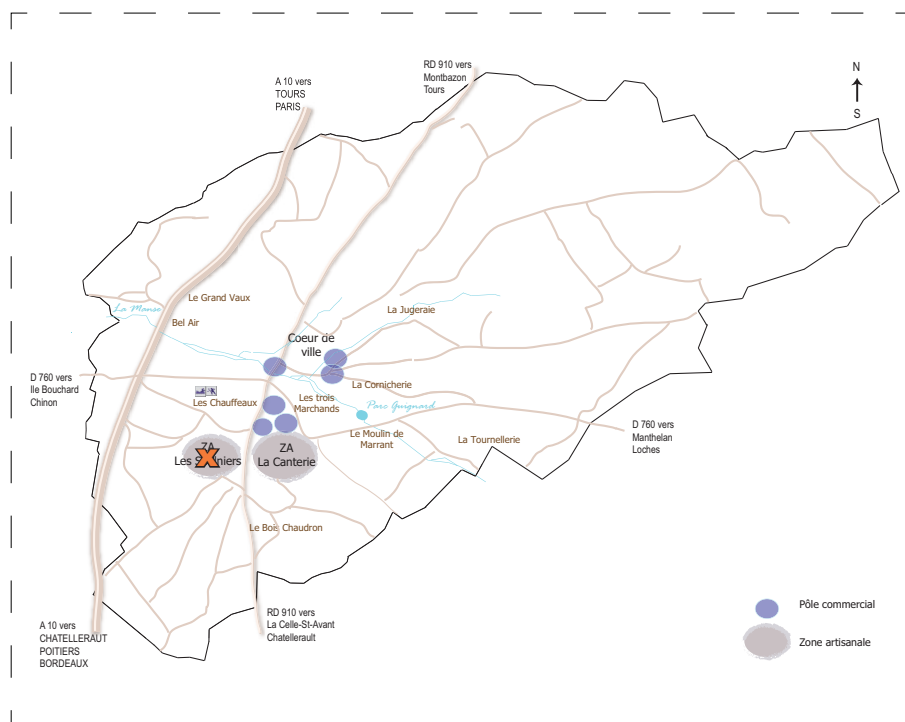 RD 910 vers
Montbazon
Tours
A 10 vers
TOURS
PARIS
N
S
Le Grand Vaux
La Manse
Bel Air
La Jugeraie
Coeur de
ville
D 760 vers
Ile Bouchard
Chinon
La Cornicherie
Les Chauffeaux
Les trois
Marchands
Parc Guignard
D 760 vers
Manthelan
Loches
Le Moulin de
Marrant
La Tournellerie
ZA
Les
ZA
La Canterie
Le Bois Chaudron
Pôle commercial
Zone artisanale
RD 910 vers
La Celle-St-Avant
Chatellerault
A 10 vers
CHATELLERAUT
POITIERS
BORDEAUX